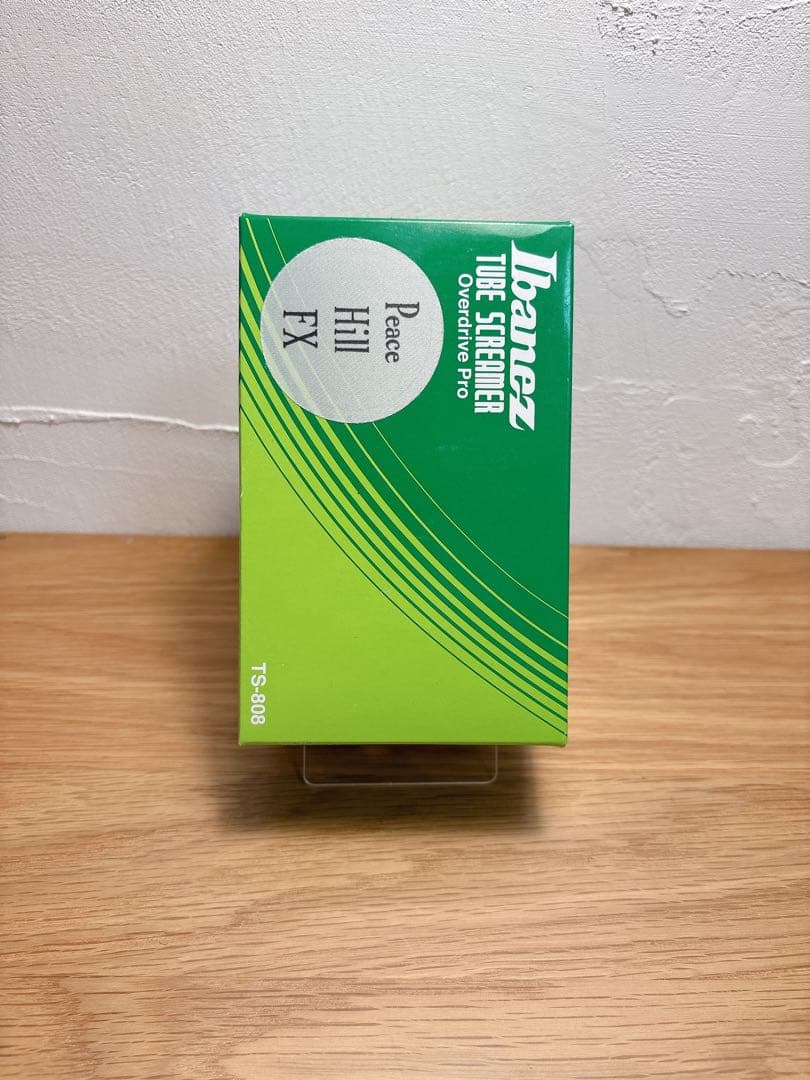 Ibanez
TUBE SCREAMER
Overdrive Pro
Peace
Hill
FX
TS-808